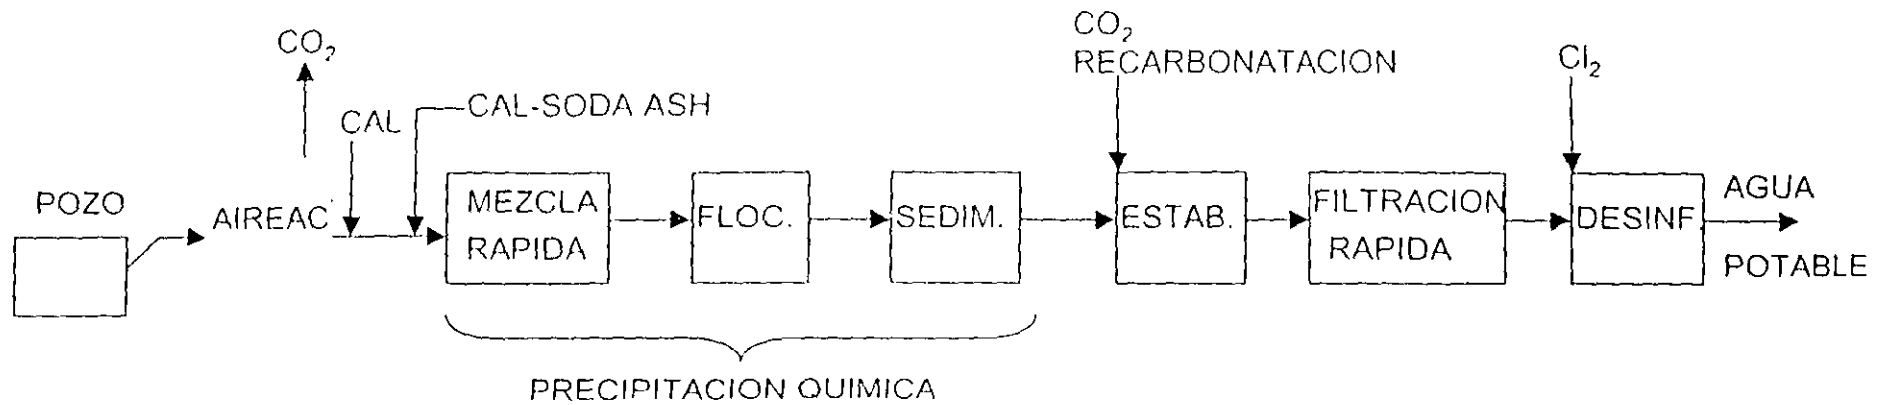 CO₂
CO₂
RECARBONATACION
Cl₂
CAL
CAL-SODA ASH
POZO
AIREAC
MEZCLA
RAPIDA
FLOC.
SEDIM.
ESTAB.
FILTRACION
RAPIDA
DESINF.
AGUA
POTABLE
PRECIPITACION QUIMICA